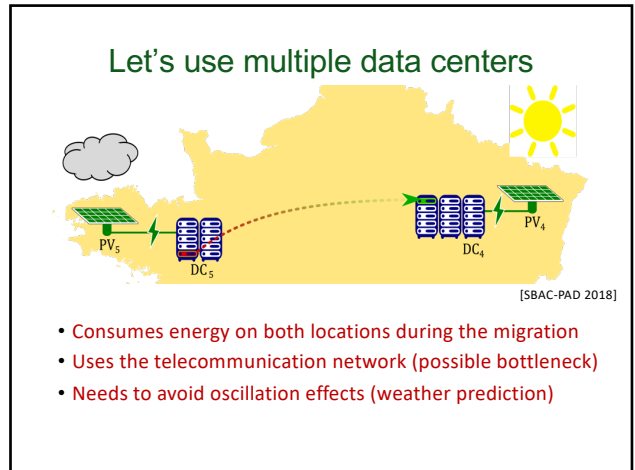 Let's use multiple data centers
PV₅
DC₅
DC₄
PV₄
[SBAC-PAD 2018]
• Consumes energy on both locations during the migration
• Uses the telecommunication network (possible bottleneck)
• Needs to avoid oscillation effects (weather prediction)